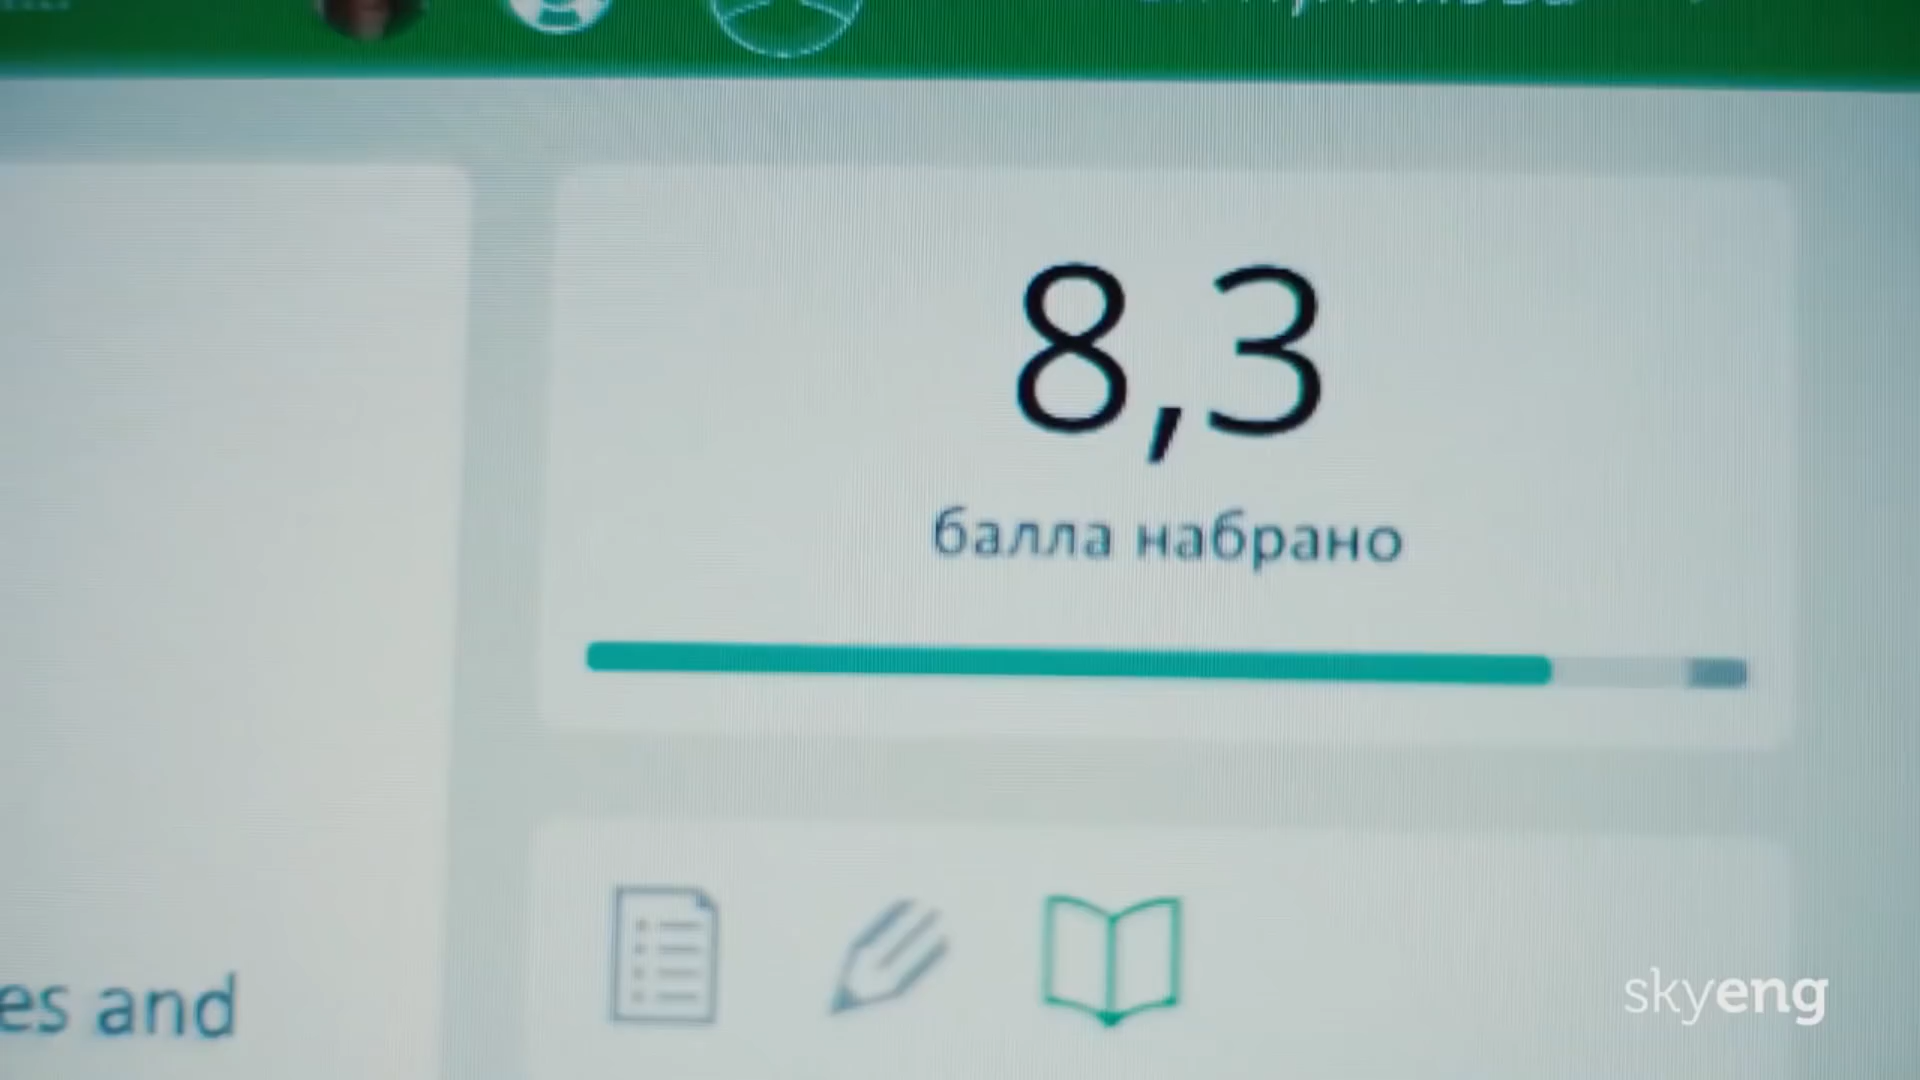 8,3
балла набрано
es and
skyeng